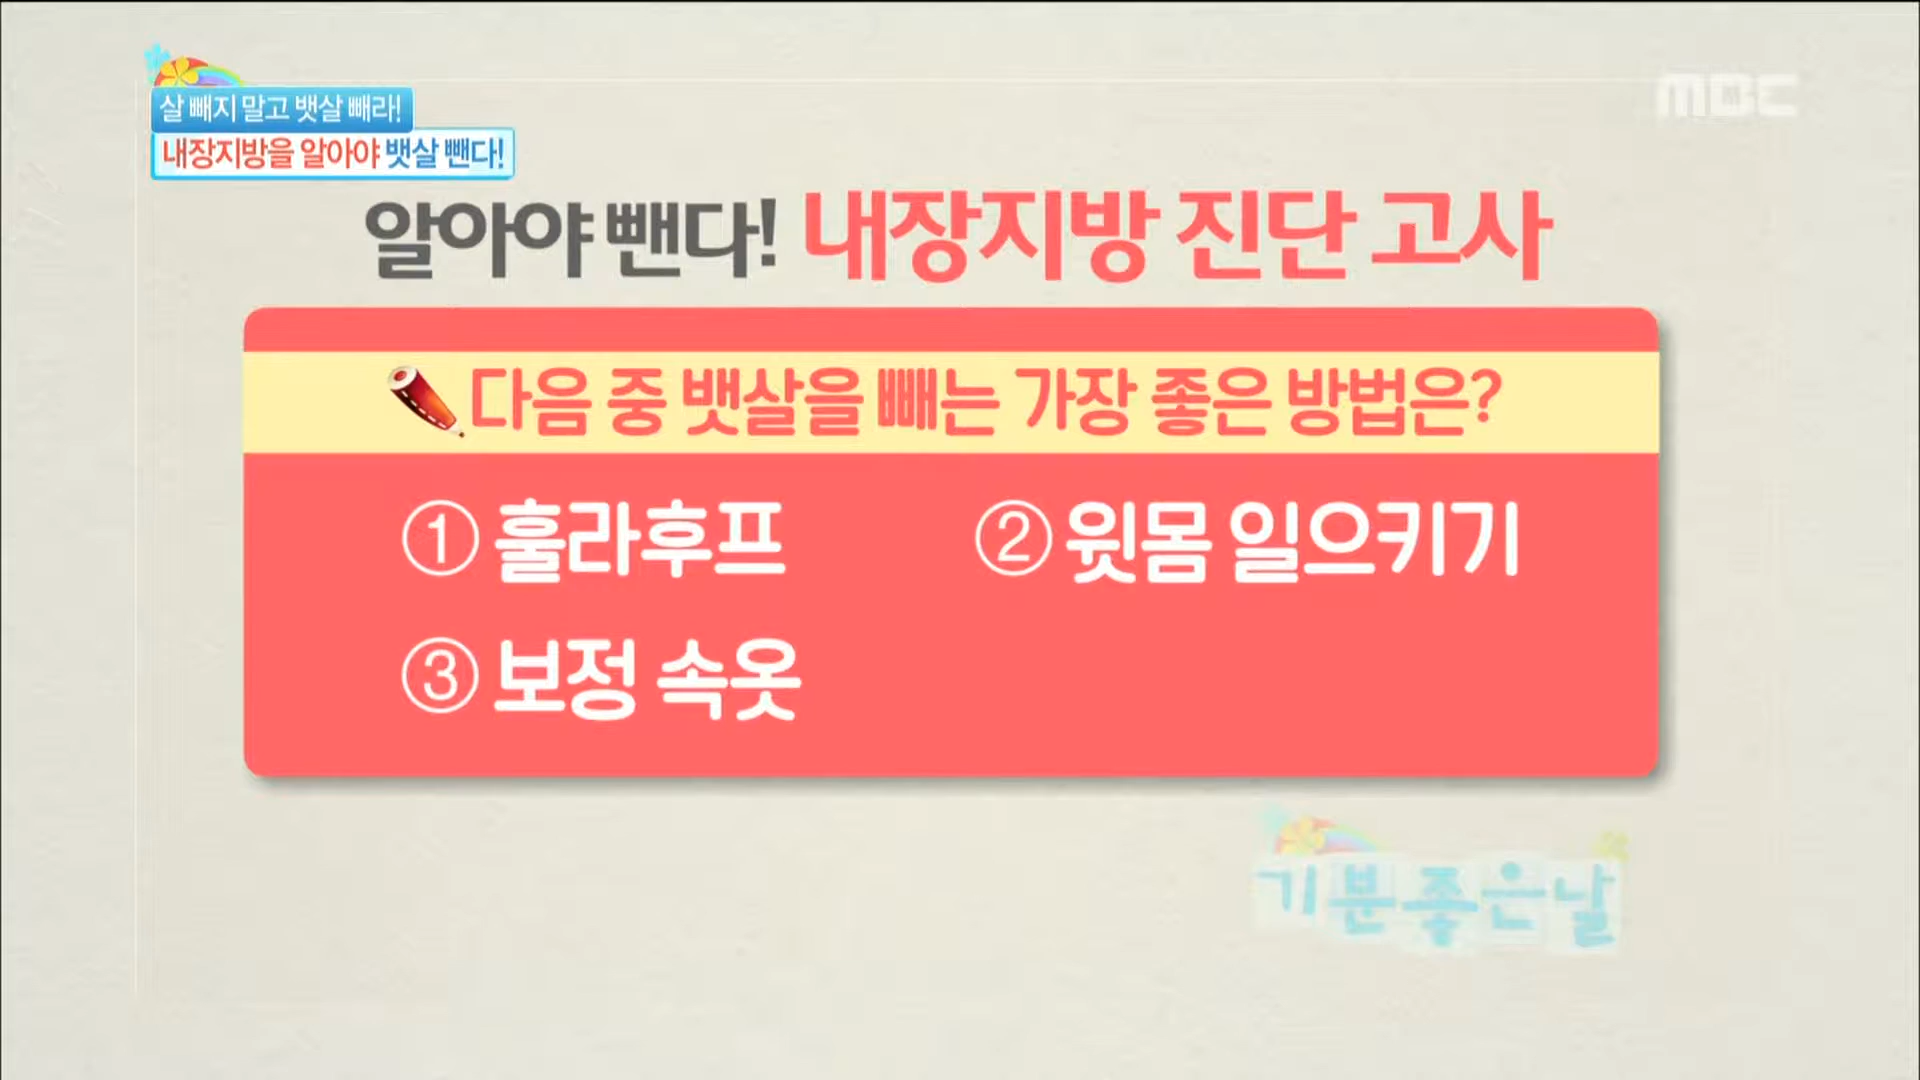 살 빼지 말고 뱃살 빼라!
MBC
내장지방을 알아야 뱃살 뺀다!
알아야 뺀다! 내장지방 진단 고사
다음 중 뱃살을 빼는 가장 좋은 방법은?
① 훌라후프
② 윗몸 일으키기
③ 보정 속옷
기분좋은날